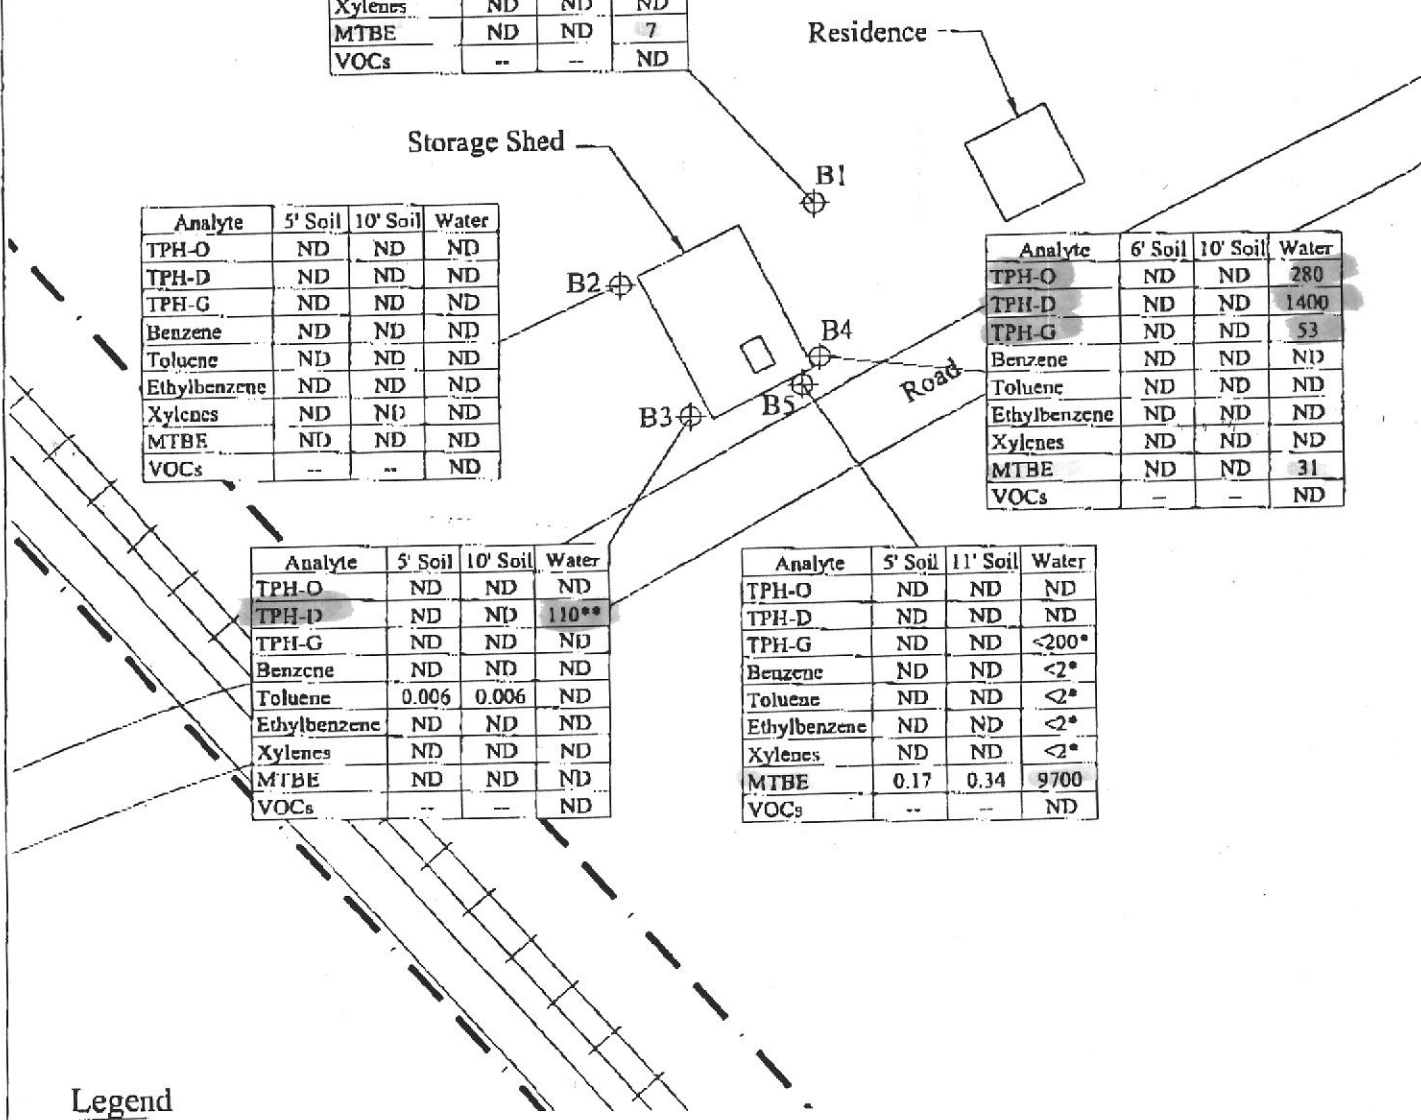 Xylenes ND ND ND
MTBE ND ND 7
VOCs -- -- ND
Residence
Storage Shed
B1
Analyte 5' Soil 10' Soil Water
TPH-O ND ND ND
TPH-D ND ND ND
TPH-G ND ND ND
Benzene ND ND ND
Toluene ND ND ND
Ethylbenzene ND ND ND
Xylenes ND ND ND
MTBE ND ND ND
VOCs -- -- ND
B2
B3
B4
B5
Road
Analyte 6' Soil 10' Soil Water
TPH-O ND ND 280
TPH-D ND ND 1400
TPH-G ND ND 53
Benzene ND ND ND
Toluene ND ND ND
Ethylbenzene ND ND ND
Xylenes ND ND ND
MTBE ND ND 31
VOCs – – ND
Analyte 5' Soil 10' Soil Water
TPH-O ND ND ND
TPH-D ND ND 110**
TPH-G ND ND ND
Benzene ND ND ND
Toluene 0.006 0.006 ND
Ethylbenzene ND ND ND
Xylenes ND ND ND
MTBE ND ND ND
VOCs -- -- ND
Analyte 5' Soil 11' Soil Water
TPH-O ND ND ND
TPH-D ND ND ND
TPH-G ND ND <200*
Benzene ND ND <2*
Toluene ND ND <2*
Ethylbenzene ND ND <2*
Xylenes ND ND <2*
MTBE 0.17 0.34 9700
VOCs -- -- ND
Legend